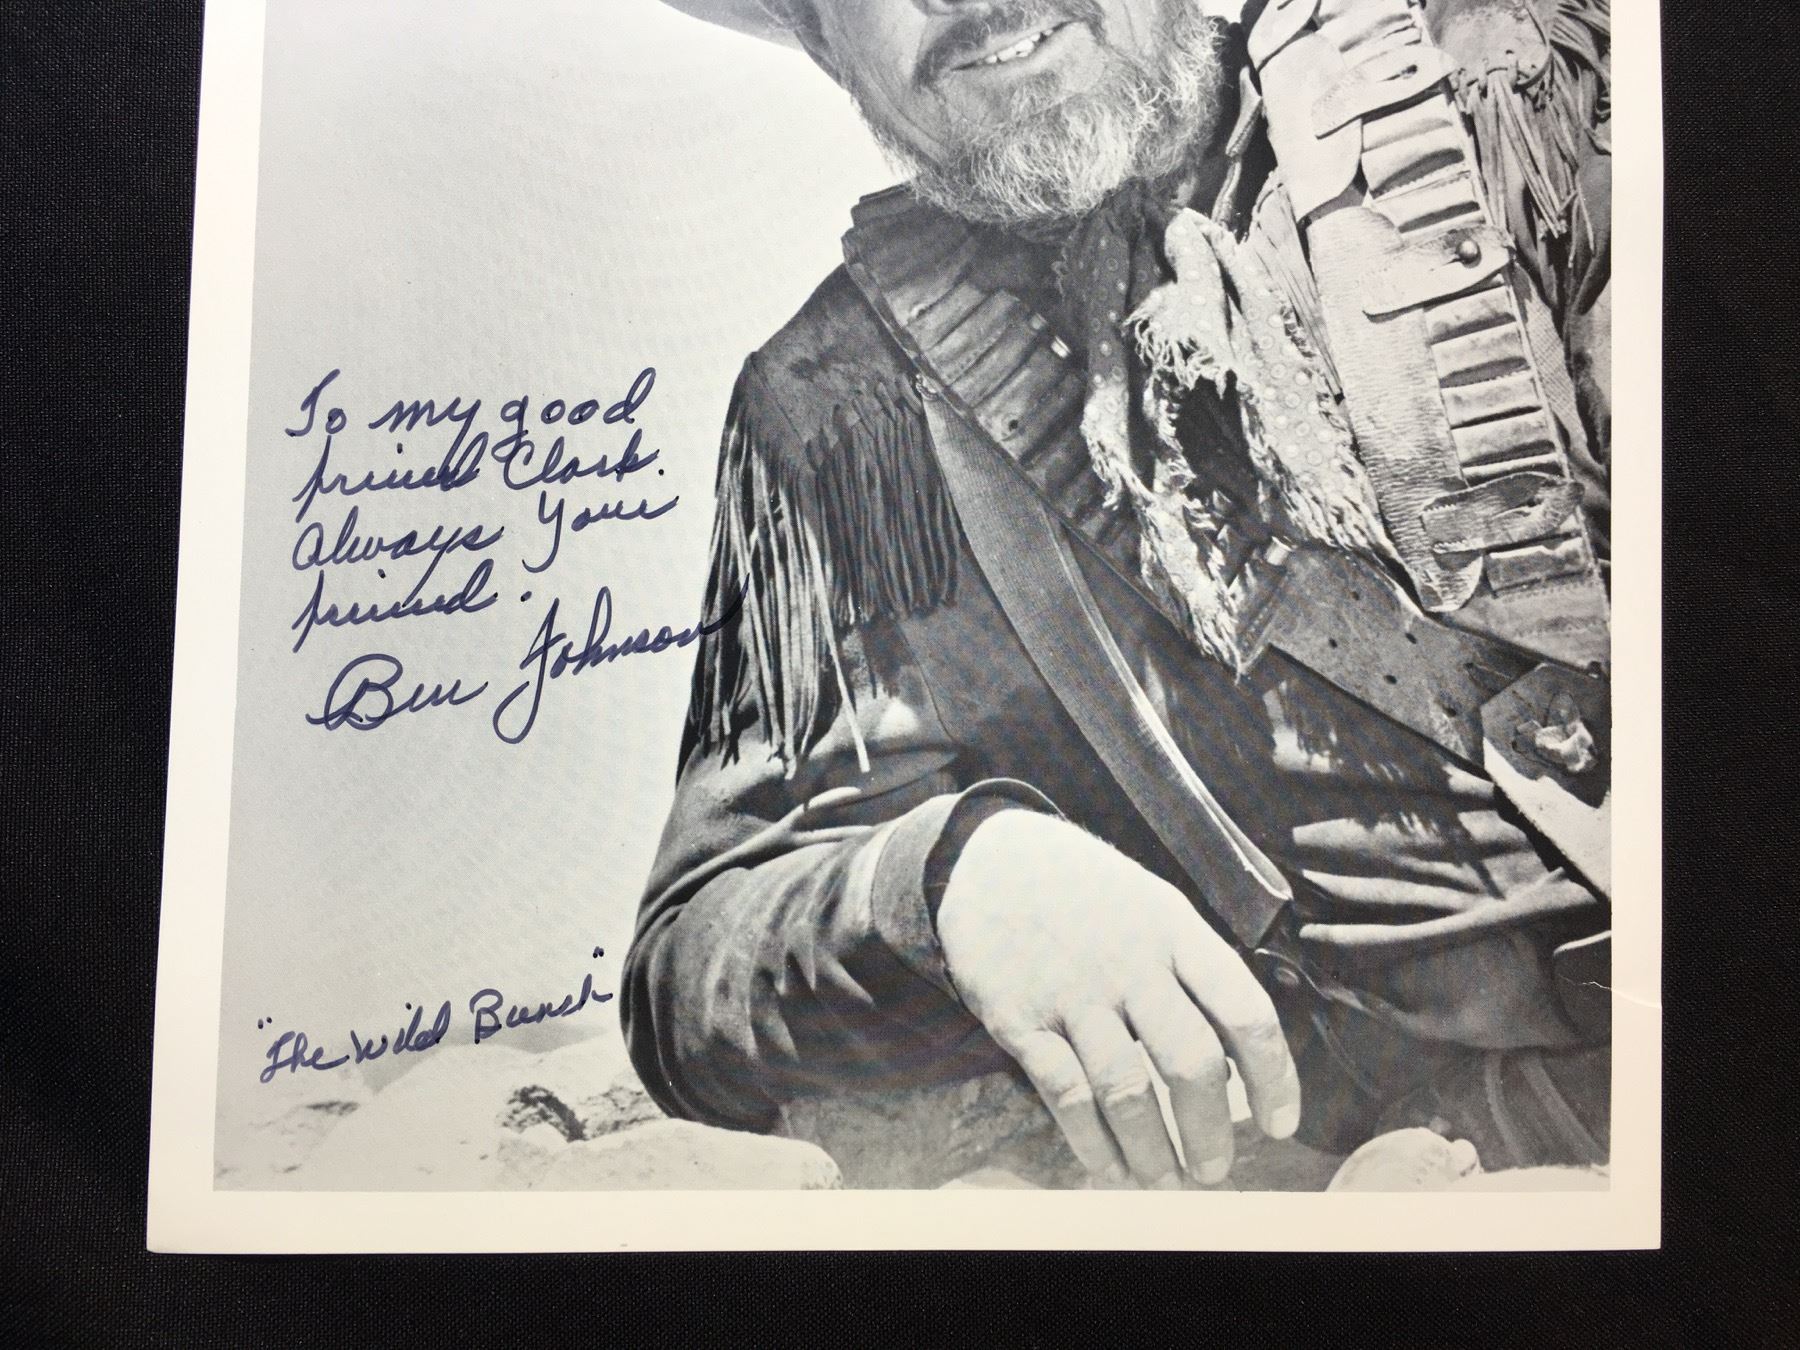 To my good
friend Clark.
Always your
friend.
Ben Johnson
"The Wild Bunch"